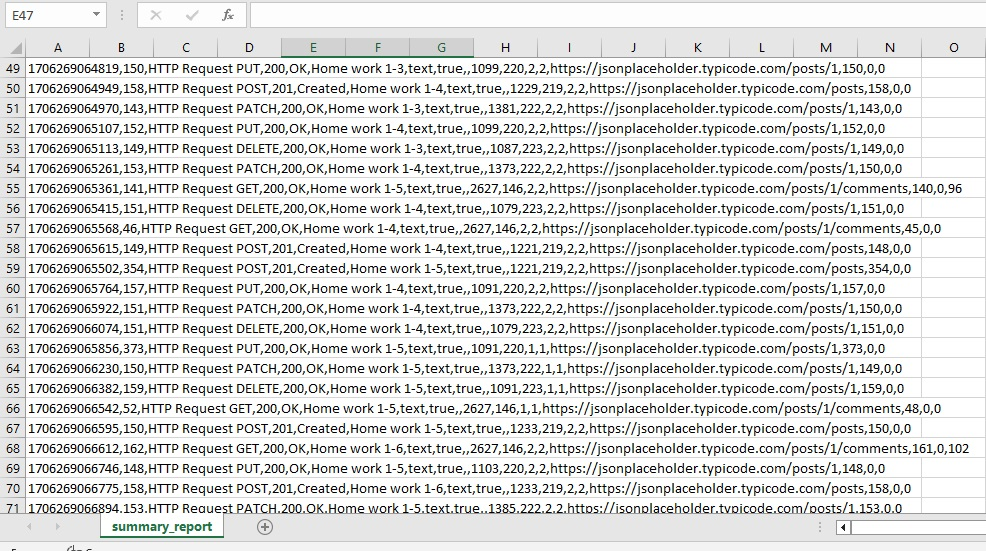 E47 fx
A B C D E F G H I J K L M N O
49 1706269064819,150,HTTP Request PUT,200,OK,Home work 1-3,text,true,,1099,220,2,2,https://jsonplaceholder.typicode.com/posts/1,150,0,0
50 1706269064949,158,HTTP Request POST,201,Created,Home work 1-4,text,true,,1229,219,2,2,https://jsonplaceholder.typicode.com/posts,158,0,0
51 1706269064970,143,HTTP Request PATCH,200,OK,Home work 1-3,text,true,,1381,222,2,2,https://jsonplaceholder.typicode.com/posts/1,143,0,0
52 1706269065107,152,HTTP Request PUT,200,OK,Home work 1-4,text,true,,1099,220,2,2,https://jsonplaceholder.typicode.com/posts/1,152,0,0
53 1706269065113,149,HTTP Request DELETE,200,OK,Home work 1-3,text,true,,1087,223,2,2,https://jsonplaceholder.typicode.com/posts/1,149,0,0
54 1706269065261,153,HTTP Request PATCH,200,OK,Home work 1-4,text,true,,1373,222,2,2,https://jsonplaceholder.typicode.com/posts/1,150,0,0
55 1706269065361,141,HTTP Request GET,200,OK,Home work 1-5,text,true,,2627,146,2,2,https://jsonplaceholder.typicode.com/posts/1/comments,140,0,96
56 1706269065415,151,HTTP Request DELETE,200,OK,Home work 1-4,text,true,,1079,223,2,2,https://jsonplaceholder.typicode.com/posts/1,151,0,0
57 1706269065568,46,HTTP Request GET,200,OK,Home work 1-4,text,true,,2627,146,2,2,https://jsonplaceholder.typicode.com/posts/1/comments,45,0,0
58 1706269065615,149,HTTP Request POST,201,Created,Home work 1-4,text,true,,1221,219,2,2,https://jsonplaceholder.typicode.com/posts,148,0,0
59 1706269065502,354,HTTP Request POST,201,Created,Home work 1-5,text,true,,1221,219,2,2,https://jsonplaceholder.typicode.com/posts,354,0,0
60 1706269065764,157,HTTP Request PUT,200,OK,Home work 1-4,text,true,,1091,220,2,2,https://jsonplaceholder.typicode.com/posts/1,157,0,0
61 1706269065922,151,HTTP Request PATCH,200,OK,Home work 1-4,text,true,,1373,222,2,2,https://jsonplaceholder.typicode.com/posts/1,150,0,0
62 1706269066074,151,HTTP Request DELETE,200,OK,Home work 1-4,text,true,,1079,223,2,2,https://jsonplaceholder.typicode.com/posts/1,151,0,0
63 1706269065856,373,HTTP Request PUT,200,OK,Home work 1-5,text,true,,1091,220,1,1,https://jsonplaceholder.typicode.com/posts/1,373,0,0
64 1706269066230,150,HTTP Request PATCH,200,OK,Home work 1-5,text,true,,1373,222,1,1,https://jsonplaceholder.typicode.com/posts/1,149,0,0
65 1706269066382,159,HTTP Request DELETE,200,OK,Home work 1-5,text,true,,1091,223,1,1,https://jsonplaceholder.typicode.com/posts/1,159,0,0
66 1706269066542,52,HTTP Request GET,200,OK,Home work 1-5,text,true,,2627,146,1,1,https://jsonplaceholder.typicode.com/posts/1/comments,48,0,0
67 1706269066595,150,HTTP Request POST,201,Created,Home work 1-5,text,true,,1233,219,2,2,https://jsonplaceholder.typicode.com/posts,150,0,0
68 1706269066612,162,HTTP Request GET,200,OK,Home work 1-6,text,true,,2627,146,2,2,https://jsonplaceholder.typicode.com/posts/1/comments,161,0,102
69 1706269066746,148,HTTP Request PUT,200,OK,Home work 1-5,text,true,,1103,220,2,2,https://jsonplaceholder.typicode.com/posts/1,148,0,0
70 1706269066775,158,HTTP Request POST,201,Created,Home work 1-6,text,true,,1233,219,2,2,https://jsonplaceholder.typicode.com/posts,158,0,0
71 1706269066894,153,HTTP Request PATCH,200,OK,Home work 1-5,text,true,,1385,222,2,2,https://jsonplaceholder.typicode.com/posts/1,153,0,0
summary_report